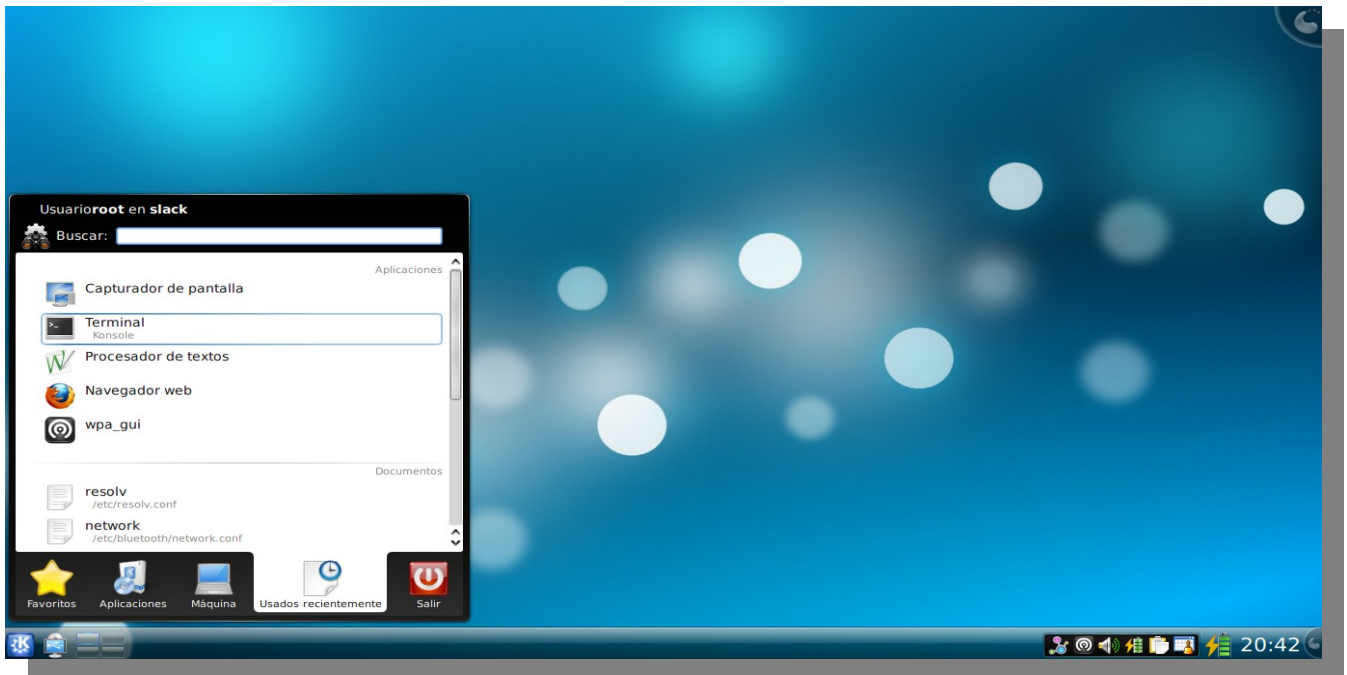 Usuarioroot en slack
Buscar:
Aplicaciones
Capturador de pantalla
Terminal
Konsole
Procesador de textos
Navegador web
wpa_gui
Documentos
resolv
/etc/resolv.conf
network
/etc/bluetooth/network.conf
Favoritos Aplicaciones Máquina Usados recientemente Salir
20:42